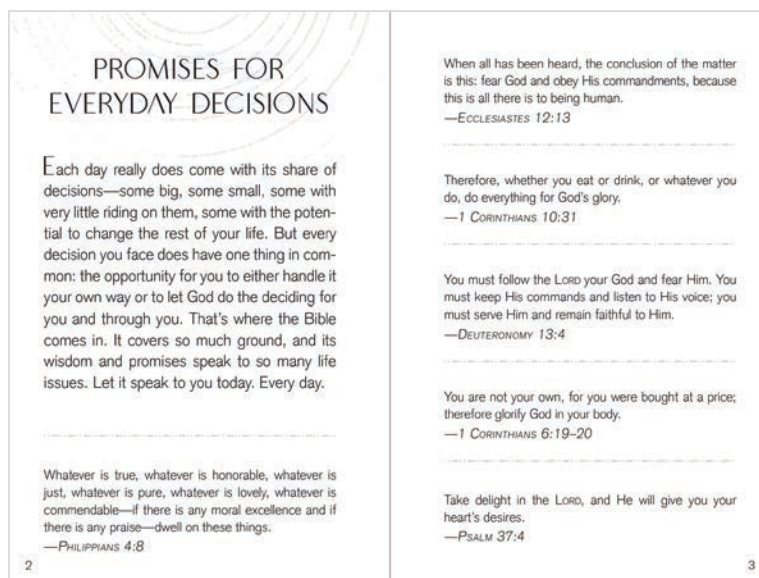 PROMISES FOR
EVERYDAY DECISIONS
Each day really does come with its share of
decisions—some big, some small, some with
very little riding on them, some with the poten-
tial to change the rest of your life. But every
decision you face does have one thing in com-
mon: the opportunity for you to either handle it
your own way or to let God do the deciding for
you and through you. That's where the Bible
comes in. It covers so much ground, and its
wisdom and promises speak to so many life
issues. Let it speak to you today. Every day.
Whatever is true, whatever is honorable, whatever is
just, whatever is pure, whatever is lovely, whatever is
commendable—if there is any moral excellence and if
there is any praise—dwell on these things.
—PHILIPPIANS 4:8
2
When all has been heard, the conclusion of the matter
is this: fear God and obey His commandments, because
this is all there is to being human.
—ECCLESIASTES 12:13
Therefore, whether you eat or drink, or whatever you
do, do everything for God's glory.
—1 CORINTHIANS 10:31
You must follow the LORD your God and fear Him. You
must keep His commands and listen to His voice; you
must serve Him and remain faithful to Him.
—DEUTERONOMY 13:4
You are not your own, for you were bought at a price;
therefore glorify God in your body.
—1 CORINTHIANS 6:19–20
Take delight in the LORD, and He will give you your
heart's desires.
—PSALM 37:4
3